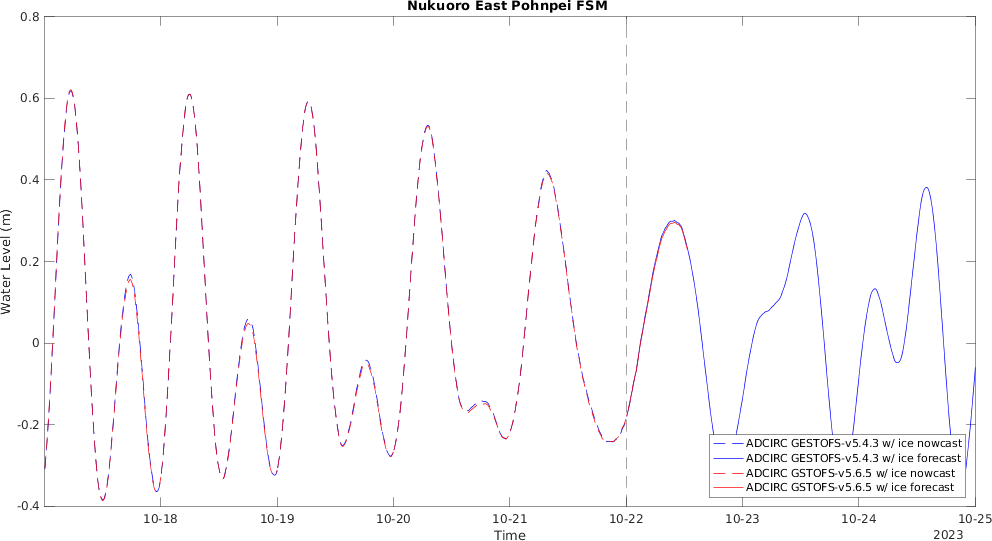 Nukuoro East Pohnpei FSM
0.8
0.6
0.4
0.2
0
-0.2
-0.4
Water Level (m)
10-18
10-19
10-20
10-21
10-22
10-23
10-24
10-25
Time
2023
ADCIRC GESTOFS-v5.4.3 w/ ice nowcast
ADCIRC GESTOFS-v5.4.3 w/ ice forecast
ADCIRC GSTOFS-v5.6.5 w/ ice nowcast
ADCIRC GSTOFS-v5.6.5 w/ ice forecast